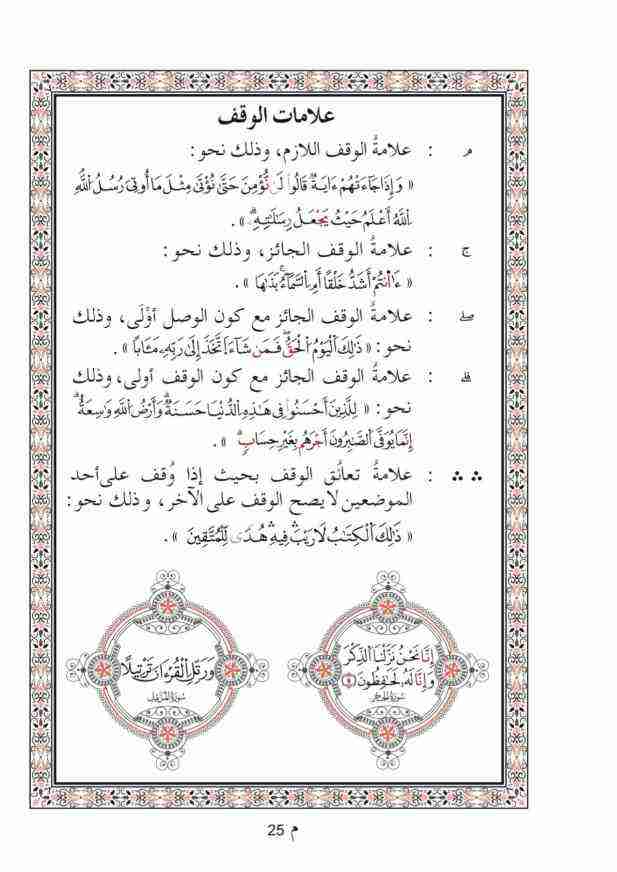 علامات الوقف
م : علامةُ الوقف اللازم، وذلك نحو:
« وَإِذَا جَآءَتْهُمْ ءَايَةٌ قَالُوا۟ لَن نُّؤْمِنَ حَتَّىٰ نُؤْتَىٰ مِثْلَ مَآ أُوتِىَ رُسُلُ ٱللَّهِۘ
ٱللَّهُ أَعْلَمُ حَيْثُ يَجْعَلُ رِسَالَتَهُۥۗ ».
ج : علامةُ الوقف الجائز، وذلك نحو:
« ءَأَنتُمْ أَشَدُّ خَلْقًا أَمِ ٱلسَّمَآءُۚ بَنَىٰهَا ».
ۖ : علامةُ الوقف الجائز مع كون الوصل أوْلَى، وذلك
نحو: « ذَٰلِكَ ٱلْيَوْمُ ٱلْحَقُّۖ فَمَن شَآءَ ٱتَّخَذَ إِلَىٰ رَبِّهِۦ مَـَٔابًا ».
ۗ : علامةُ الوقف الجائز مع كون الوقف أولى، وذلك
نحو: « لِلَّذِينَ أَحْسَنُوا۟ فِى هَٰذِهِ ٱلدُّنْيَا حَسَنَةٌۗ وَأَرْضُ ٱللَّهِ وَٰسِعَةٌۗ
إِنَّمَا يُوَفَّى ٱلصَّٰبِرُونَ أَجْرَهُم بِغَيْرِ حِسَابٍۗ ».
ۛ ۛ : علامةُ تعانُق الوقف بحيث إذا وُقف على أحد
الموضعين لا يصح الوقف على الآخر، وذلك نحو:
« ذَٰلِكَ ٱلْكِتَٰبُ لَا رَيْبَۛ فِيهِۛ هُدًى لِّلْمُتَّقِينَ ».
إِنَّا نَحْنُ نَزَّلْنَا ٱلذِّكْرَ
وَإِنَّا لَهُۥ لَحَٰفِظُونَ ٩
سورة الحجر
وَرَتِّلِ ٱلْقُرْءَانَ تَرْتِيلًا
سورة المزمل
م 25